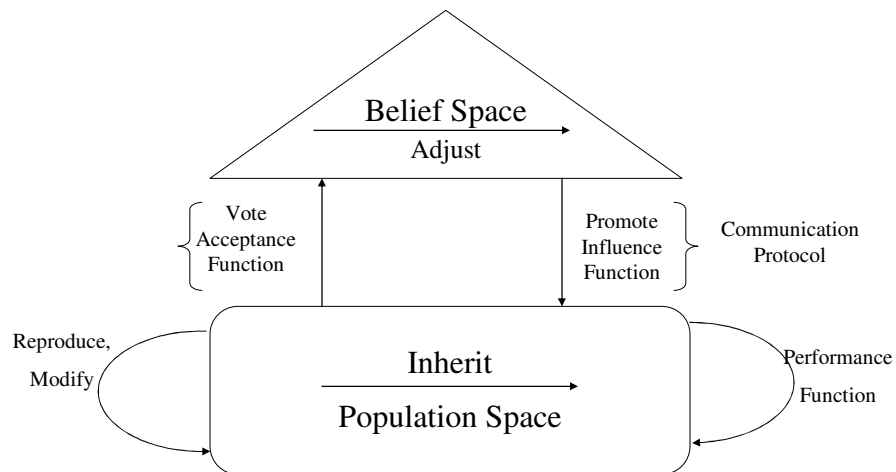 Belief Space
Adjust
Vote
Acceptance
Function
Promote
Influence
Function
Communication
Protocol
Reproduce,
Modify
Inherit
Population Space
Performance
Function